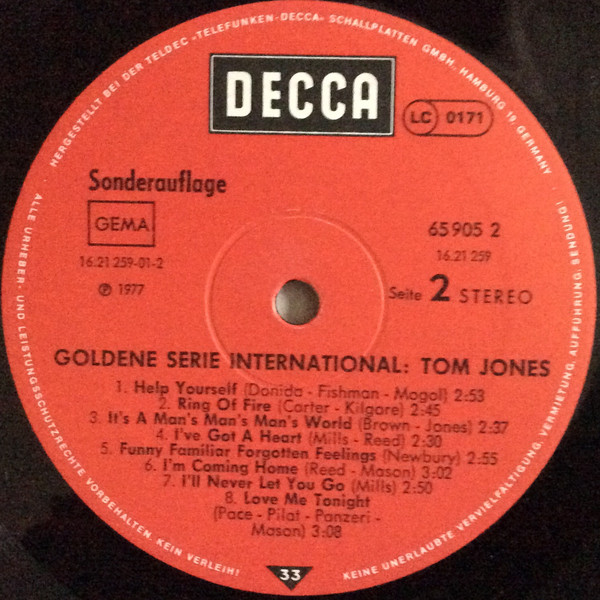 HERGESTELLT BEI DER TELDEC »TELEFUNKEN-DECCA« SCHALLPLATTEN GMBH, HAMBURG 19, GERMANY
DECCA
LC 0171
Sonderauflage
GEMA
65 905 2
16.21 259-01-2
16.21 259
℗ 1977
Seite 2 STEREO
GOLDENE SERIE INTERNATIONAL: TOM JONES
1. Help Yourself (Donida - Fishman - Mogol) 2:53
2. Ring Of Fire (Carter - Kilgore) 2:45
3. It's A Man's Man's Man's World (Brown - Jones) 2:37
4. I've Got A Heart (Mills - Reed) 2:30
5. Funny Familiar Forgotten Feelings (Newbury) 2:55
6. I'm Coming Home (Reed - Mason) 3:02
7. I'll Never Let You Go (Mills) 2:50
8. Love Me Tonight
(Pace - Pilat - Panzeri -
Mason) 3:08
33
ALLE URHEBER- UND LEISTUNGSSCHUTZRECHTE VORBEHALTEN. KEIN VERLEIH!
KEINE UNERLAUBTE VERVIELFÄLTIGUNG, VERMIETUNG, AUFFÜHRUNG, SENDUNG!